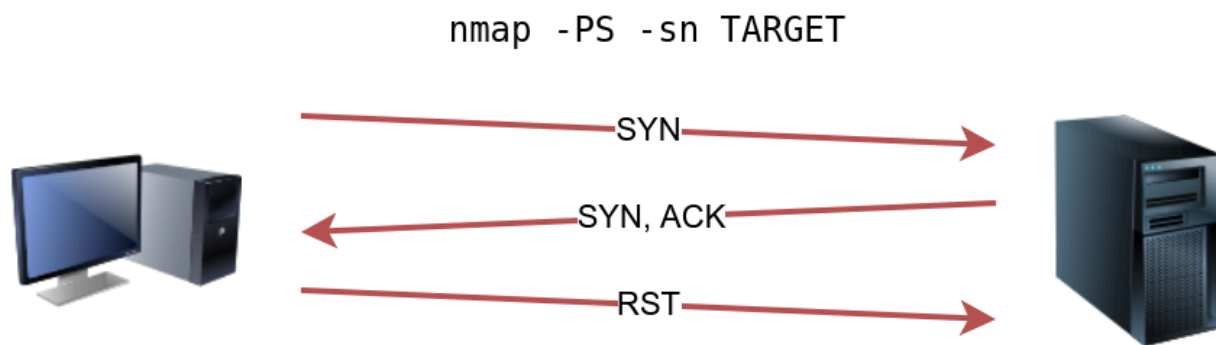 nmap -PS -sn TARGET
SYN
SYN, ACK
RST